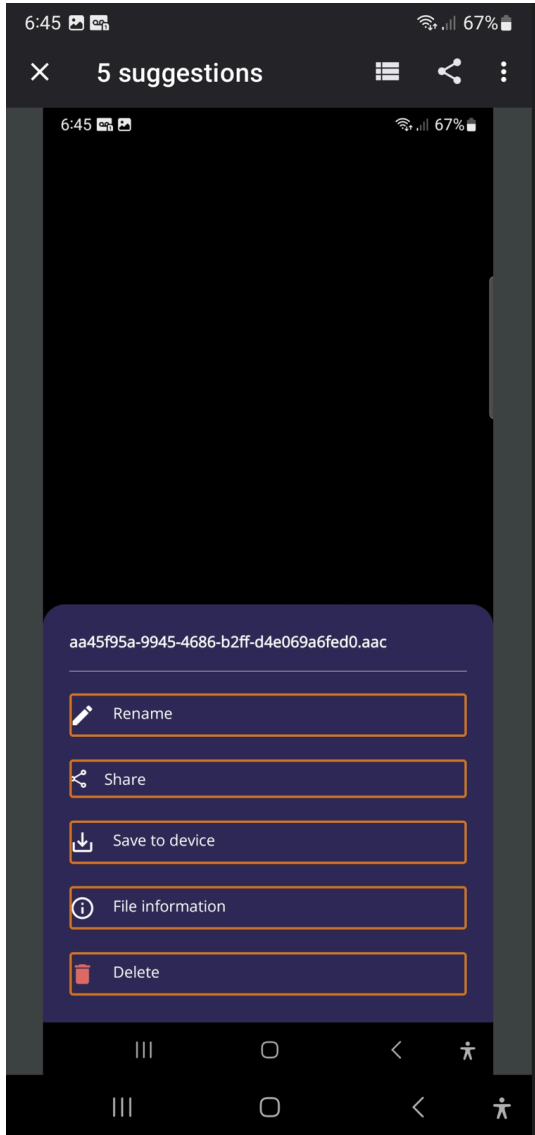 6:45 67%
5 suggestions
6:45 67%
aa45f95a-9945-4686-b2ff-d4e069a6fed0.aac
Rename
Share
Save to device
File information
Delete